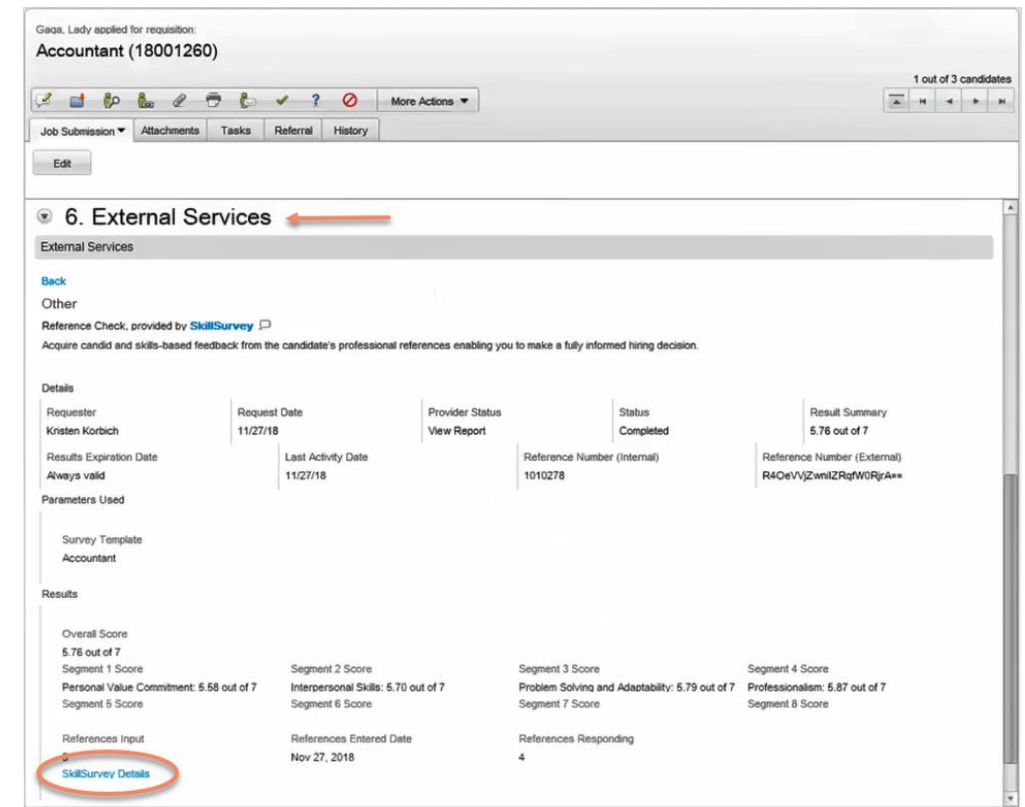 Gaga, Lady applied for requisition:
Accountant (18001260)
1 out of 3 candidates
More Actions
Job Submission Attachments Tasks Referral History
Edit
6. External Services
External Services
Back
Other
Reference Check, provided by SkillSurvey
Acquire candid and skills-based feedback from the candidate's professional references enabling you to make a fully informed hiring decision.
Details
Requester Request Date Provider Status Status Result Summary
Kristen Korbich 11/27/18 View Report Completed 5.76 out of 7
Results Expiration Date Last Activity Date Reference Number (Internal) Reference Number (External)
Always valid 11/27/18 1010278
Parameters Used
Survey Template
Accountant
Results
Overall Score
5.76 out of 7
Segment 1 Score Segment 2 Score Segment 3 Score Segment 4 Score
Personal Value Commitment: 5.58 out of 7 Interpersonal Skills: 5.70 out of 7 Problem Solving and Adaptability: 5.79 out of 7 Professionalism: 5.87 out of 7
Segment 5 Score Segment 6 Score Segment 7 Score Segment 8 Score
References Input References Entered Date References Responding
Nov 27, 2018 4
SkillSurvey Details